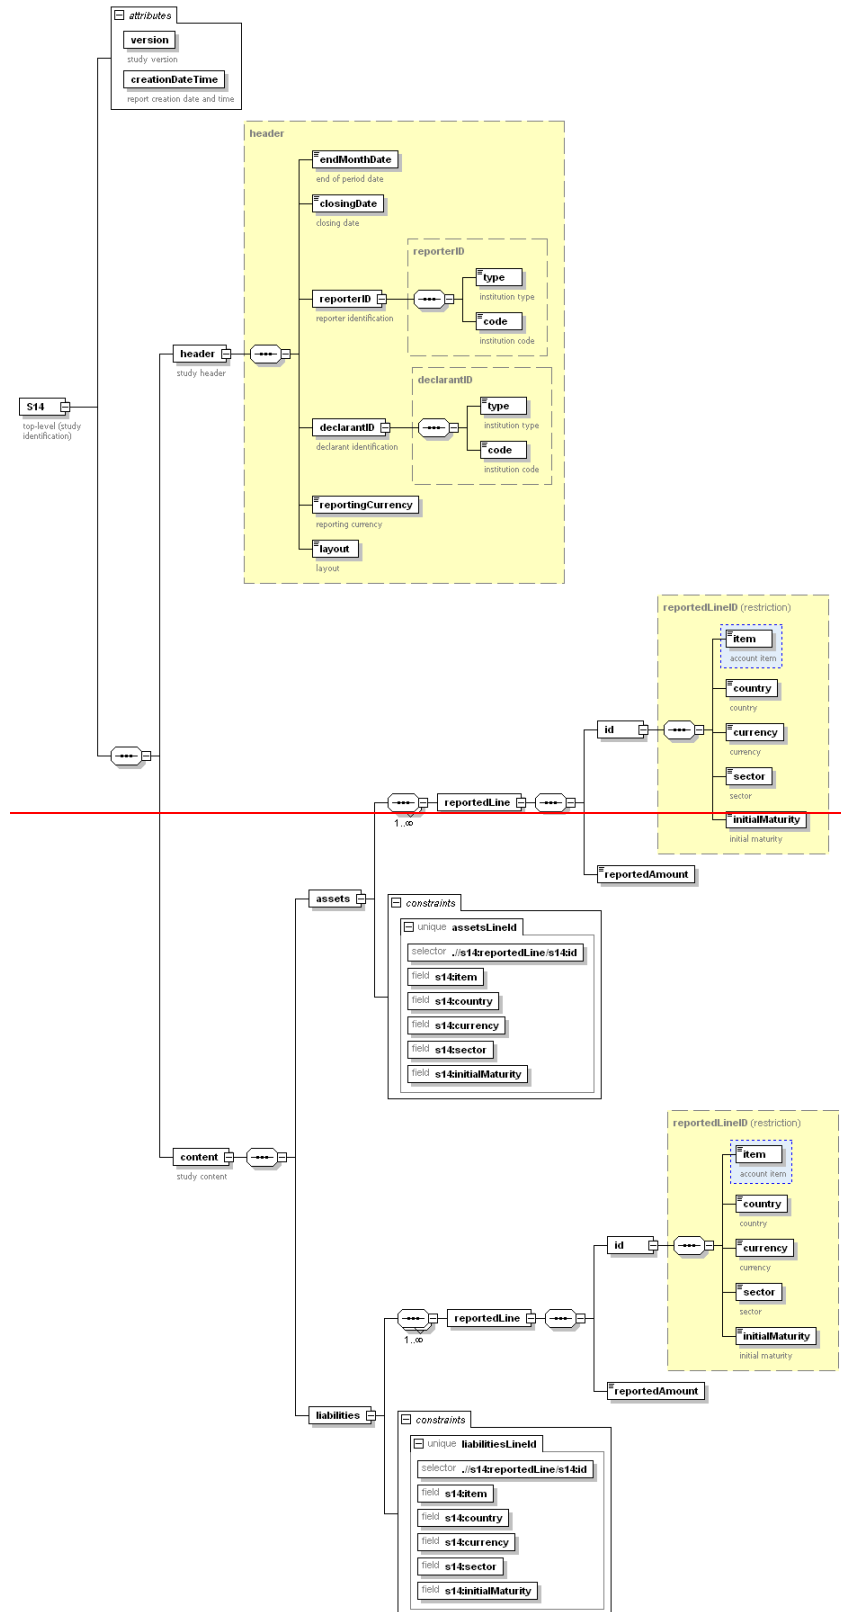 attributes
version
study version
creationDateTime
report creation date and time
header
endMonthDate
end of period date
closingDate
closing date
reporterID
type
institution type
reporterID
reporter identification
code
institution code
header
study header
declarantID
type
institution type
declarantID
declarant identification
code
institution code
S14
top-level (study
identification)
reportingCurrency
reporting currency
layout
layout
reportedLineID (restriction)
item
account item
country
country
id
currency
currency
sector
sector
reportedLine
1..∞
initialMaturity
initial maturity
reportedAmount
assets
constraints
unique assetsLineId
selector .//s14:reportedLine/s14:id
field s14:item
field s14:country
field s14:currency
field s14:sector
field s14:initialMaturity
content
study content
reportedLineID (restriction)
item
account item
country
country
id
currency
currency
sector
sector
reportedLine
1..∞
initialMaturity
initial maturity
reportedAmount
liabilities
constraints
unique liabilitiesLineId
selector .//s14:reportedLine/s14:id
field s14:item
field s14:country
field s14:currency
field s14:sector
field s14:initialMaturity